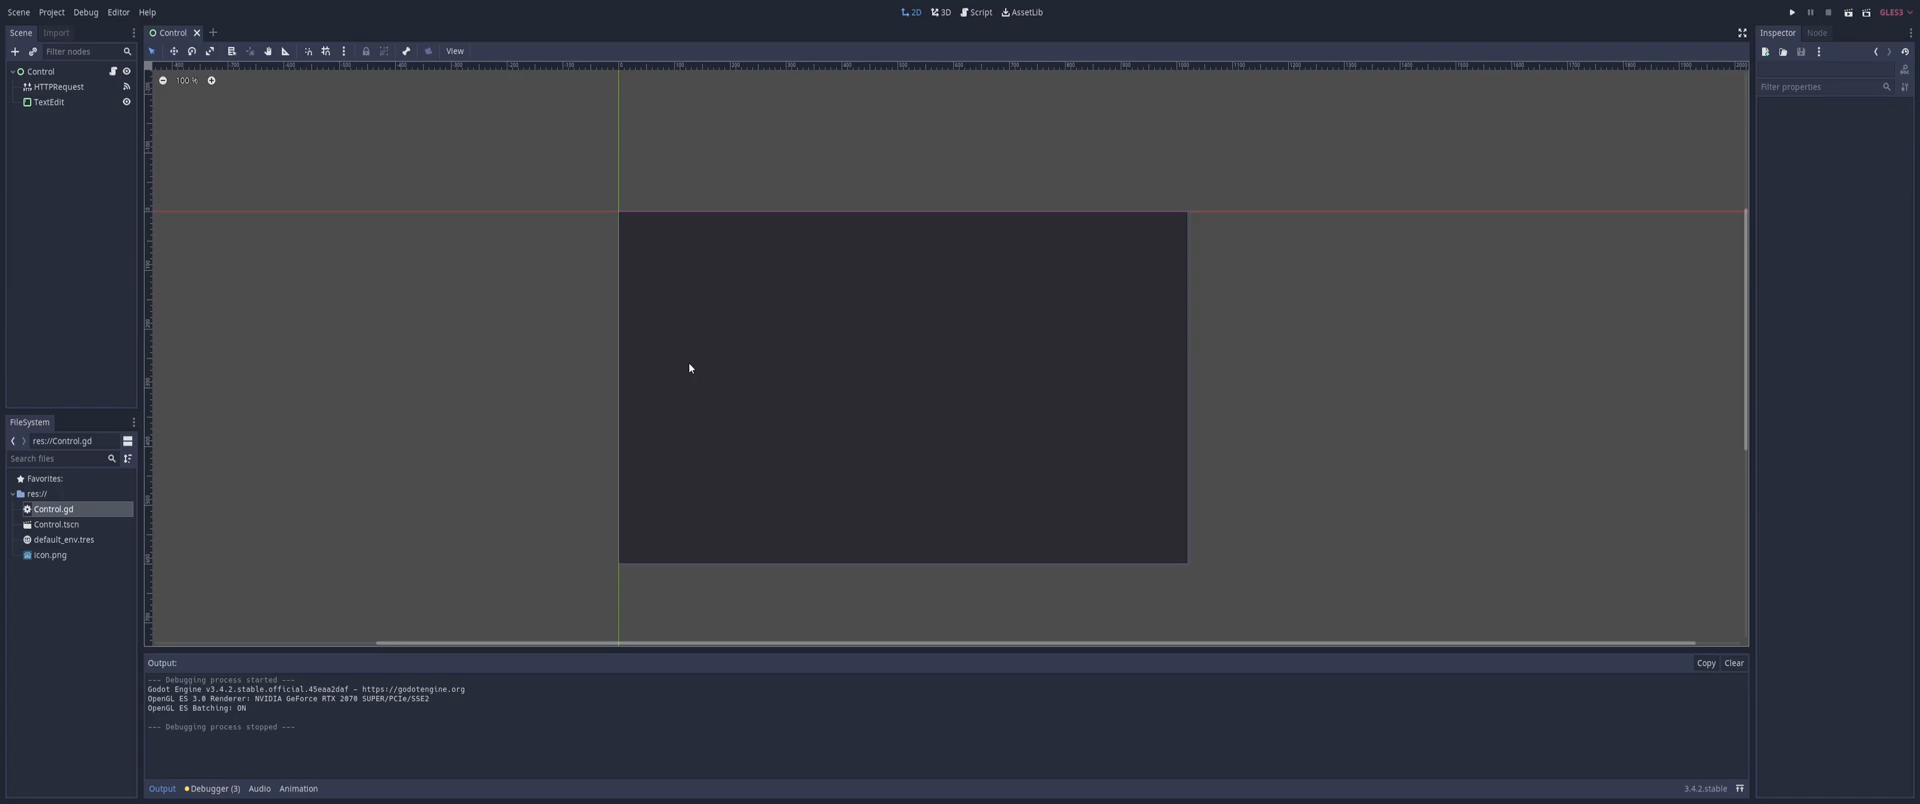 Scene Project Debug Editor Help
2D 3D Script AssetLib
GLES3
Scene Import
Control
Inspector Node
Filter nodes
View
Control
HTTPRequest
TextEdit
100 %
Filter properties
FileSystem
res://Control.gd
Search files
Favorites:
res://
Control.gd
Control.tscn
default_env.tres
icon.png
Output:
Copy Clear
--- Debugging process started ---
Godot Engine v3.4.2.stable.official.45eaa2daf - https://godotengine.org
OpenGL ES 3.0 Renderer: NVIDIA GeForce RTX 2070 SUPER/PCIe/SSE2
OpenGL ES Batching: ON
--- Debugging process stopped ---
Output Debugger (3) Audio Animation
3.4.2.stable